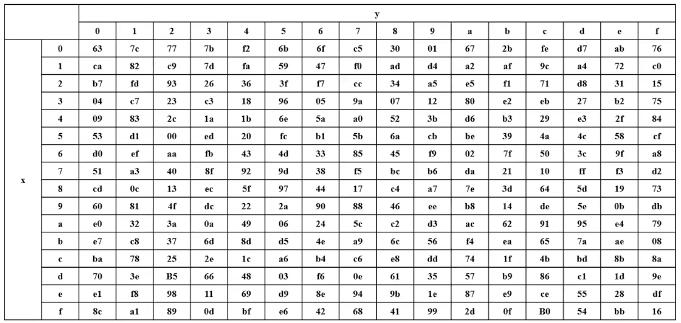 y
0 1 2 3 4 5 6 7 8 9 a b c d e f
x
0 63 7c 77 7b f2 6b 6f c5 30 01 67 2b fe d7 ab 76
1 ca 82 c9 7d fa 59 47 f0 ad d4 a2 af 9c a4 72 c0
2 b7 fd 93 26 36 3f f7 cc 34 a5 e5 f1 71 d8 31 15
3 04 c7 23 c3 18 96 05 9a 07 12 80 e2 eb 27 b2 75
4 09 83 2c 1a 1b 6e 5a a0 52 3b d6 b3 29 e3 2f 84
5 53 d1 00 ed 20 fc b1 5b 6a cb be 39 4a 4c 58 cf
6 d0 ef aa fb 43 4d 33 85 45 f9 02 7f 50 3c 9f a8
7 51 a3 40 8f 92 9d 38 f5 bc b6 da 21 10 ff f3 d2
8 cd 0c 13 ec 5f 97 44 17 c4 a7 7e 3d 64 5d 19 73
9 60 81 4f dc 22 2a 90 88 46 ee b8 14 de 5e 0b db
a e0 32 3a 0a 49 06 24 5c c2 d3 ac 62 91 95 e4 79
b e7 c8 37 6d 8d d5 4e a9 6c 56 f4 ea 65 7a ae 08
c ba 78 25 2e 1c a6 b4 c6 e8 dd 74 1f 4b bd 8b 8a
d 70 3e B5 66 48 03 f6 0e 61 35 57 b9 86 c1 1d 9e
e e1 f8 98 11 69 d9 8e 94 9b 1e 87 e9 ce 55 28 df
f 8c a1 89 0d bf e6 42 68 41 99 2d 0f B0 54 bb 16